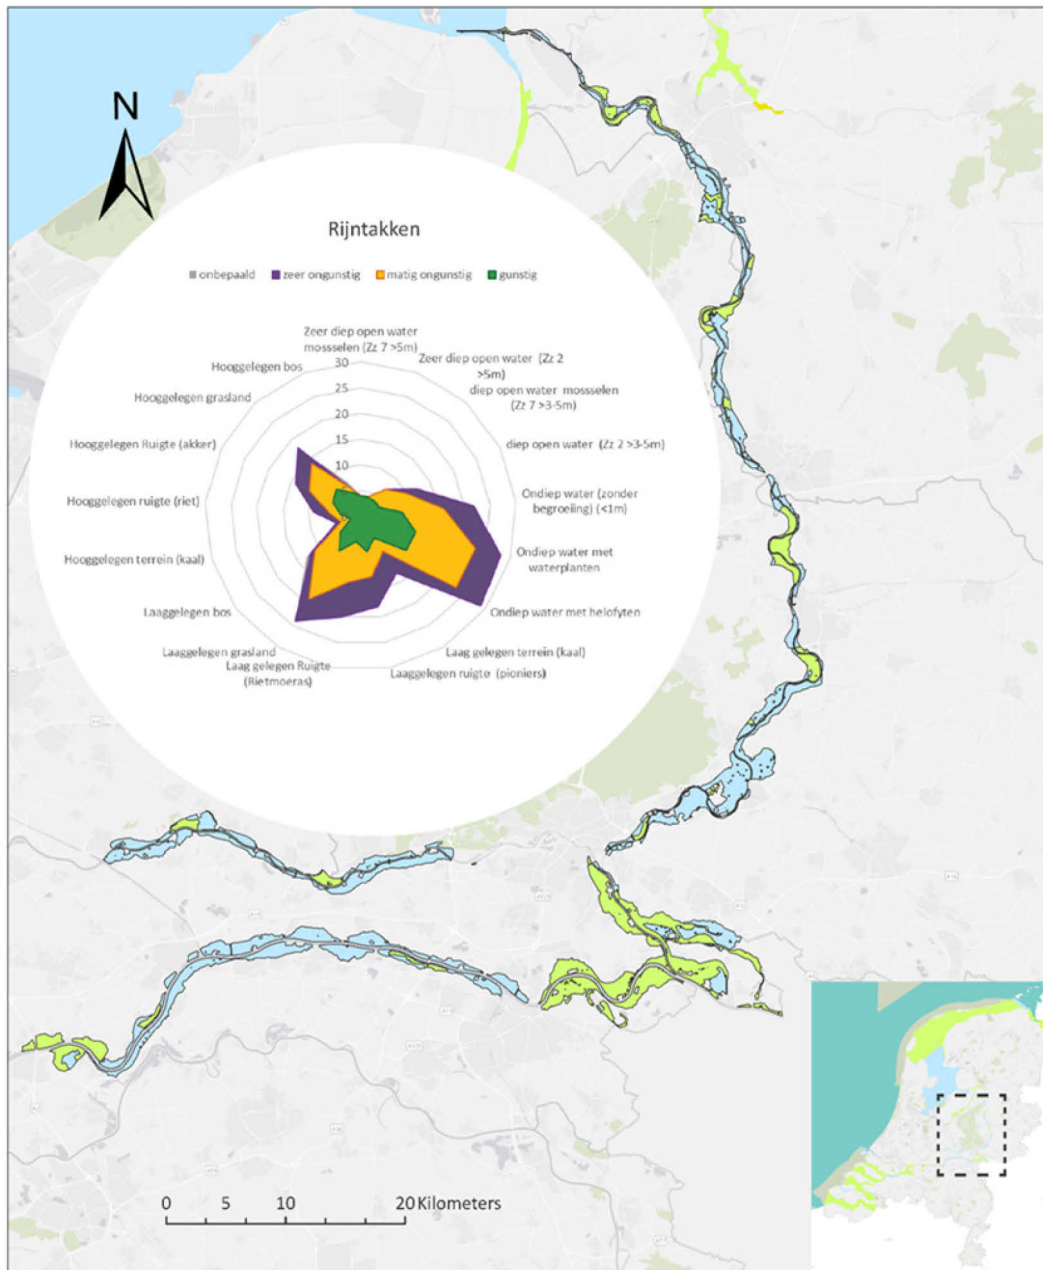 N
Rijntakken
onbepaald
zeer ongunstig
matig ongunstig
gunstig
Zeer diep open water
mossselen (Zz 7 >5m)
Zeer diep open water (Zz 2
>5m)
diep open water mossselen
(Zz 7 >3-5m)
diep open water (Zz 2 >3-5m)
Ondiep water (zonder
begroeiing) (<1m)
Ondiep water met
waterplanten
Ondiep water met helofyten
Laag gelegen terrein (kaal)
Laaggelegen ruigte (pioniers)
Laag gelegen Ruigte
(Rietmoeras)
Laaggelegen grasland
Laaggelegen bos
Hooggelegen terrein (kaal)
Hooggelegen ruigte (riet)
Hooggelegen Ruigte (akker)
Hooggelegen grasland
Hooggelegen bos
30
25
20
15
10
0 5 10 20 Kilometers